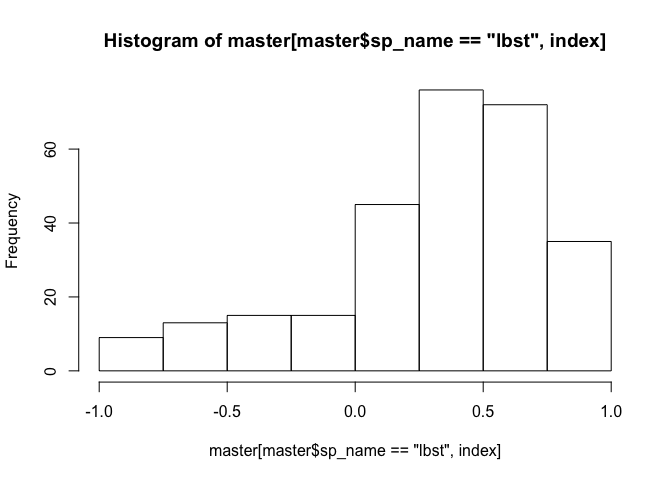 Histogram of master[master$sp_name == "lbst", index]
Frequency
60
40
20
0
-1.0 -0.5 0.0 0.5 1.0
master[master$sp_name == "lbst", index]